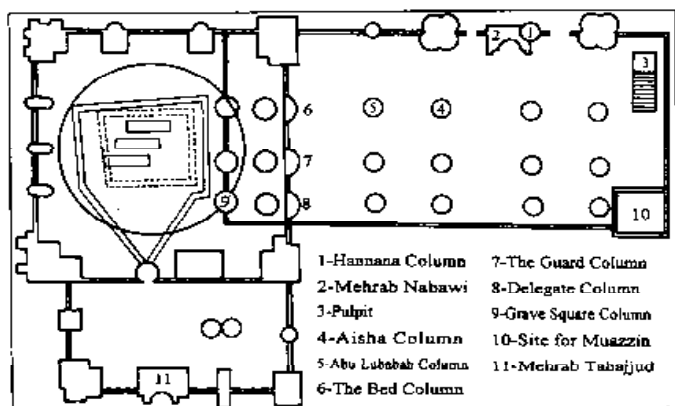 2
1
3
6
5
4
7
9
8
10
11
1-Hannana Column
2-Mehrab Nabawi
3-Pulpit
4-Aisha Column
5-Abu Lubabah Column
6-The Bed Column
7-The Guard Column
8-Delegate Column
9-Grave Square Column
10-Site for Muazzin
11-Mehrab Tahajjud